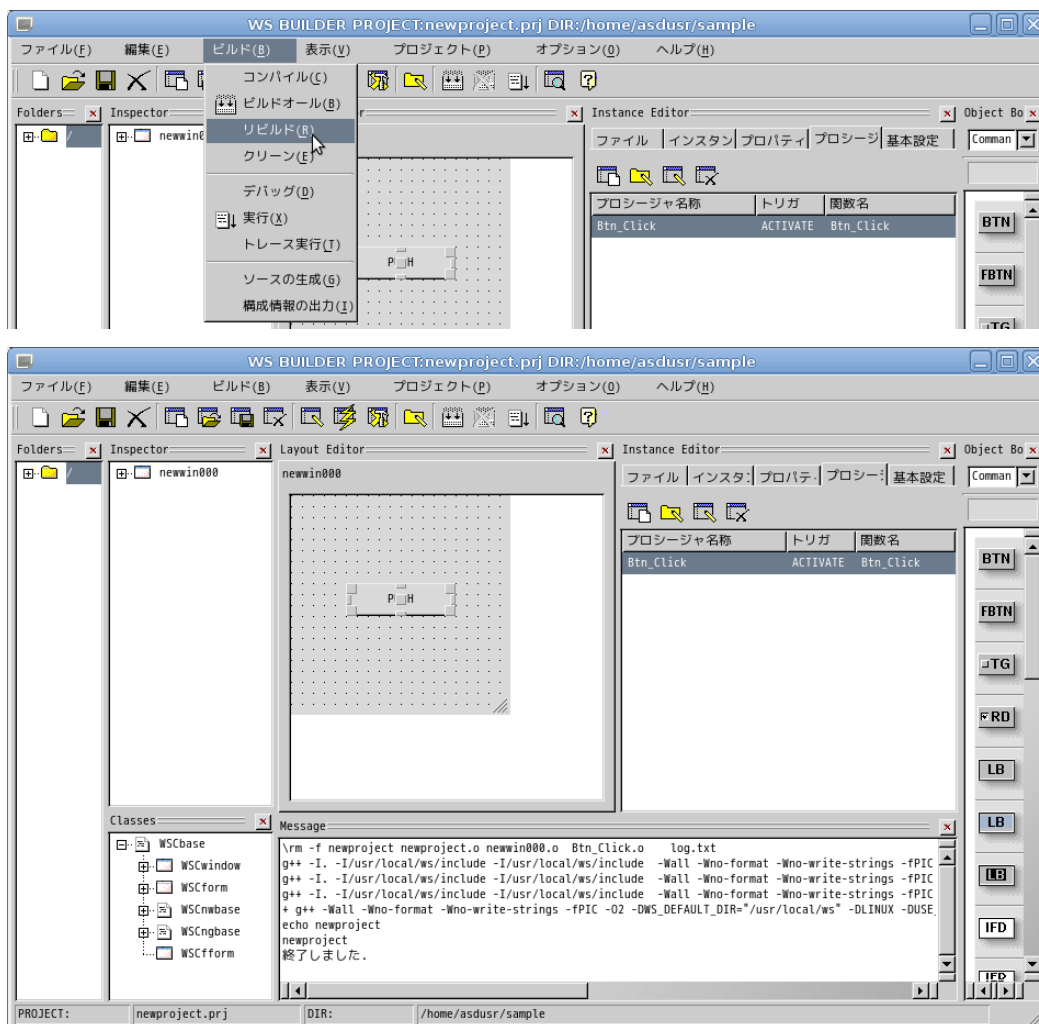 WS BUILDER PROJECT:newproject.prj DIR:/home/asdusr/sample
ファイル(F) 編集(E) ビルド(B) 表示(V) プロジェクト(P) オプション(O) ヘルプ(H)
コンパイル(C)
ビルドオール(B)
リビルド(R)
クリーン(E)
デバッグ(D)
実行(X)
トレース実行(T)
ソースの生成(G)
構成情報の出力(I)
Folders Inspector Instance Editor Object Bo
/ newwin
ファイル インスタン プロパティ プロシージ 基本設定 Comman
プロシージャ名称 トリガ 関数名
Btn_Click ACTIVATE Btn_Click
BTN
P H
FBTN
TG
WS BUILDER PROJECT:newproject.prj DIR:/home/asdusr/sample
ファイル(F) 編集(E) ビルド(B) 表示(V) プロジェクト(P) オプション(O) ヘルプ(H)
Folders Inspector Layout Editor Instance Editor Object Bo
/ newwin000 newwin000
ファイル インスタ プロパテ プロシー 基本設定 Comman
プロシージャ名称 トリガ 関数名
Btn_Click ACTIVATE Btn_Click
BTN
P H
FBTN
TG
RD
LB
LB
LB
IFD
IFD
Classes
WSCbase
WSCwindow
WSCform
WSCnwbase
WSCngbase
WSCfform
Message
\rm -f newproject newproject.o newwin000.o Btn_Click.o log.txt
g++ -I. -I/usr/local/ws/include -I/usr/local/ws/include -Wall -Wno-format -Wno-write-strings -fPIC
g++ -I. -I/usr/local/ws/include -I/usr/local/ws/include -Wall -Wno-format -Wno-write-strings -fPIC
g++ -I. -I/usr/local/ws/include -I/usr/local/ws/include -Wall -Wno-format -Wno-write-strings -fPIC
+ g++ -Wall -Wno-format -Wno-write-strings -fPIC -O2 -DWS_DEFAULT_DIR="/usr/local/ws" -DLINUX -DUSE_
echo newproject
newproject
終了しました.
PROJECT: newproject.prj DIR: /home/asdusr/sample